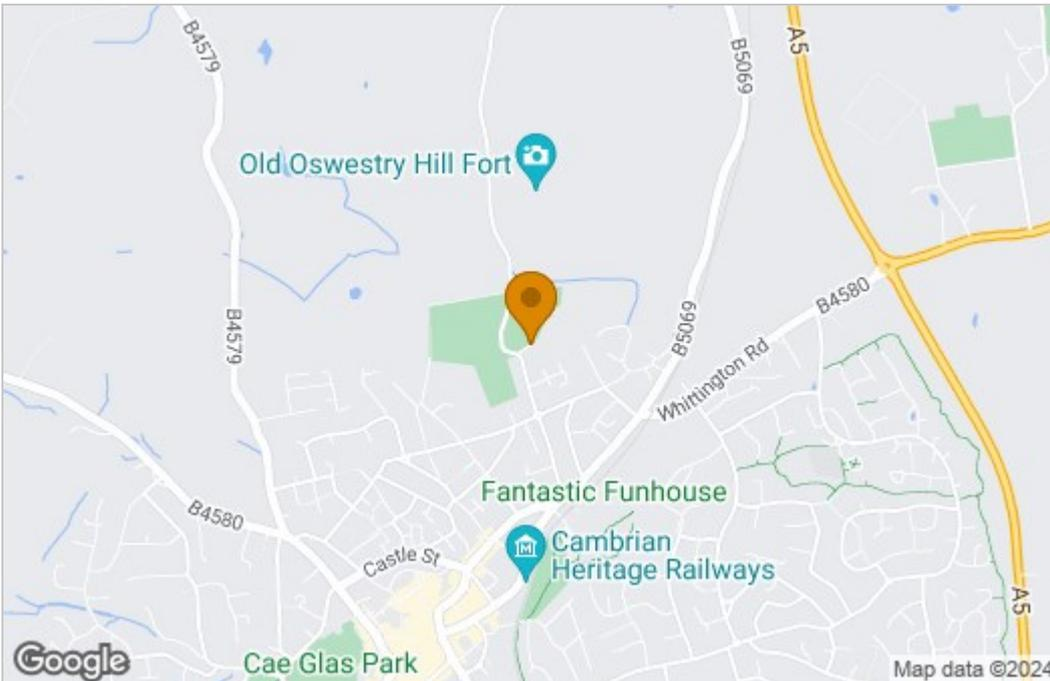 B4579
B5069
A5
Old Oswestry Hill Fort
B4579
B5069
B4580
Whittington Rd
Fantastic Funhouse
B4580
Castle St
Cambrian
Heritage Railways
A5
Cae Glas Park
Google
Map data ©2024